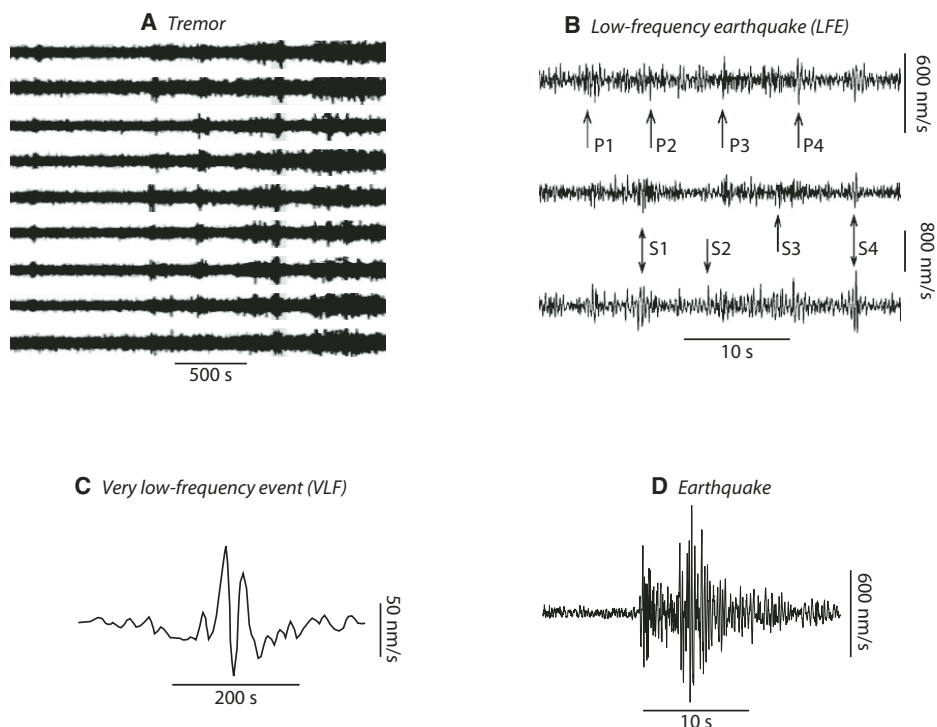 A Tremor
500 s
B Low-frequency earthquake (LFE)
600 nm/s
P1 P2 P3 P4
S1 S2 S3 S4
800 nm/s
10 s
C Very low-frequency event (VLF)
50 nm/s
200 s
D Earthquake
600 nm/s
10 s